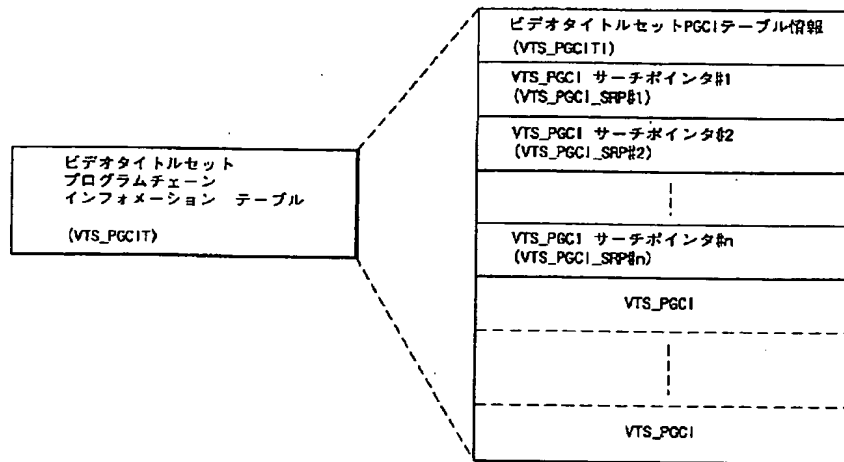 ビデオタイトルセット
プログラムチェーン
インフォメーション テーブル
(VTS_PGCIT)
ビデオタイトルセットPGCIテーブル情報
(VTS_PGCITI)
VTS_PGCI サーチポインタ#1
(VTS_PGCI_SRP#1)
VTS_PGCI サーチポインタ#2
(VTS_PGCI_SRP#2)
VTS_PGCI サーチポインタ#n
(VTS_PGCI_SRP#n)
VTS_PGCI
VTS_PGCI